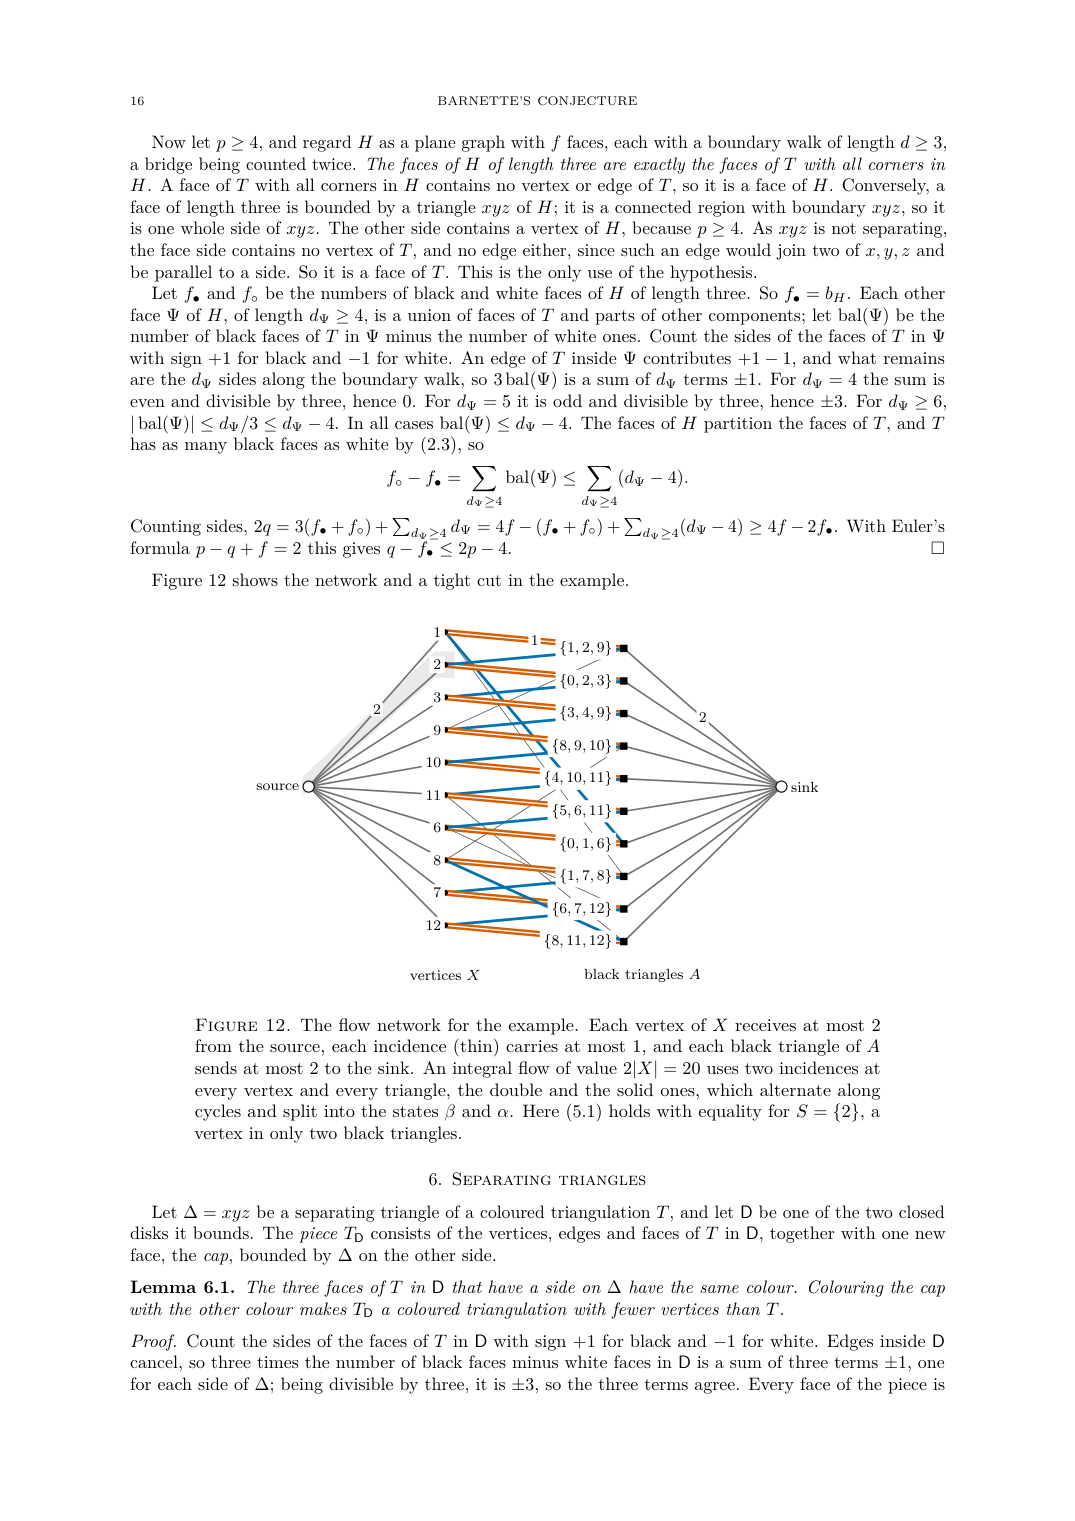 16 BARNETTE'S CONJECTURE
Now let p ≥ 4, and regard H as a plane graph with f faces, each with a boundary walk of length d ≥ 3,
a bridge being counted twice. The faces of H of length three are exactly the faces of T with all corners in
H. A face of T with all corners in H contains no vertex or edge of T, so it is a face of H. Conversely, a
face of length three is bounded by a triangle xyz of H; it is a connected region with boundary xyz, so it
is one whole side of xyz. The other side contains a vertex of H, because p ≥ 4. As xyz is not separating,
the face side contains no vertex of T, and no edge either, since such an edge would join two of x, y, z and
be parallel to a side. So it is a face of T. This is the only use of the hypothesis.
Let f• and f◦ be the numbers of black and white faces of H of length three. So f• = b_H. Each other
face Ψ of H, of length d_Ψ ≥ 4, is a union of faces of T and parts of other components; let bal(Ψ) be the
number of black faces of T in Ψ minus the number of white ones. Count the sides of the faces of T in Ψ
with sign +1 for black and −1 for white. An edge of T inside Ψ contributes +1 − 1, and what remains
are the d_Ψ sides along the boundary walk, so 3 bal(Ψ) is a sum of d_Ψ terms ±1. For d_Ψ = 4 the sum is
even and divisible by three, hence 0. For d_Ψ = 5 it is odd and divisible by three, hence ±3. For d_Ψ ≥ 6,
| bal(Ψ)| ≤ d_Ψ/3 ≤ d_Ψ − 4. In all cases bal(Ψ) ≤ d_Ψ − 4. The faces of H partition the faces of T, and T
has as many black faces as white by (2.3), so
f◦ − f• = ∑_{d_Ψ≥4} bal(Ψ) ≤ ∑_{d_Ψ≥4} (d_Ψ − 4).
Counting sides, 2q = 3(f• + f◦) + ∑_{d_Ψ≥4} d_Ψ = 4f − (f• + f◦) + ∑_{d_Ψ≥4}(d_Ψ − 4) ≥ 4f − 2f•. With Euler's
formula p − q + f = 2 this gives q − f• ≤ 2p − 4. □
Figure 12 shows the network and a tight cut in the example.
1 1 {1, 2, 9}
2 {0, 2, 3}
3 {3, 4, 9}
2 2
9 {8, 9, 10}
10 {4, 10, 11}
source sink
11 {5, 6, 11}
6 {0, 1, 6}
8 {1, 7, 8}
7 {6, 7, 12}
12 {8, 11, 12}
vertices X black triangles A
FIGURE 12. The flow network for the example. Each vertex of X receives at most 2
from the source, each incidence (thin) carries at most 1, and each black triangle of A
sends at most 2 to the sink. An integral flow of value 2|X| = 20 uses two incidences at
every vertex and every triangle, the double and the solid ones, which alternate along
cycles and split into the states β and α. Here (5.1) holds with equality for S = {2}, a
vertex in only two black triangles.
6. SEPARATING TRIANGLES
Let Δ = xyz be a separating triangle of a coloured triangulation T, and let D be one of the two closed
disks it bounds. The piece T_D consists of the vertices, edges and faces of T in D, together with one new
face, the cap, bounded by Δ on the other side.
Lemma 6.1. The three faces of T in D that have a side on Δ have the same colour. Colouring the cap
with the other colour makes T_D a coloured triangulation with fewer vertices than T.
Proof. Count the sides of the faces of T in D with sign +1 for black and −1 for white. Edges inside D
cancel, so three times the number of black faces minus white faces in D is a sum of three terms ±1, one
for each side of Δ; being divisible by three, it is ±3, so the three terms agree. Every face of the piece is